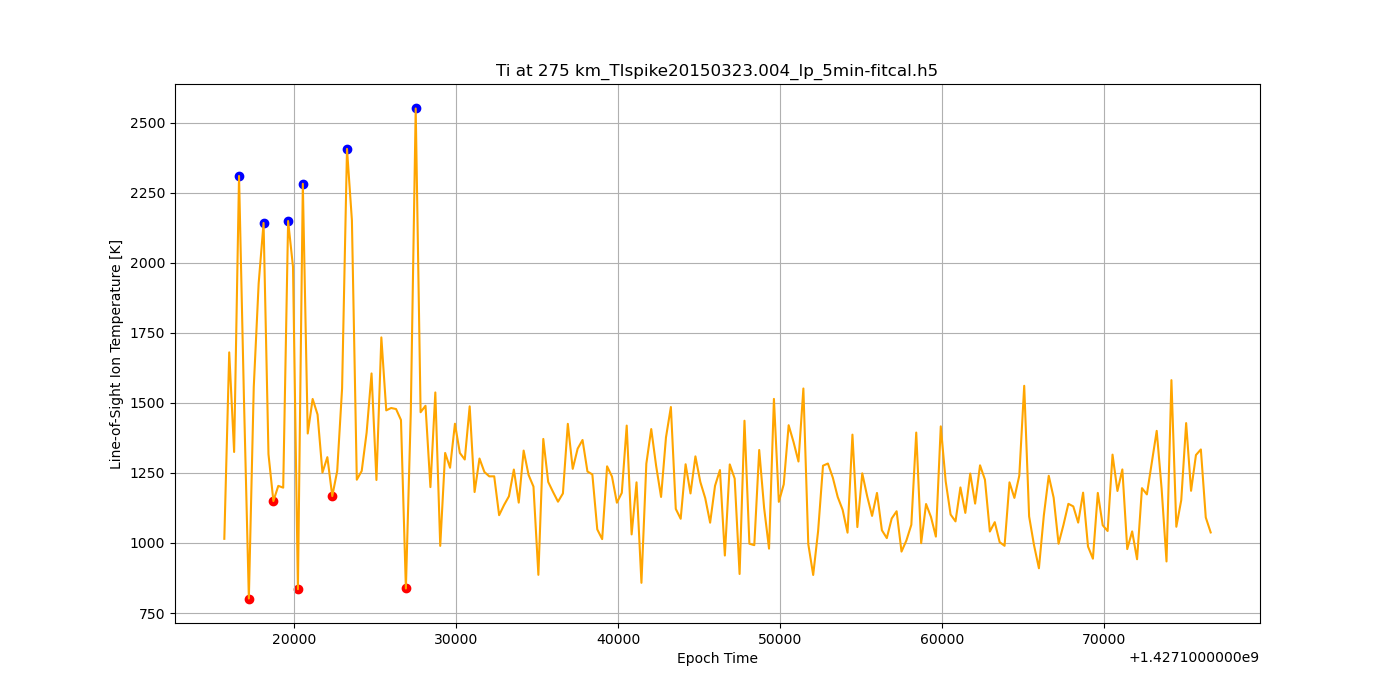 Ti at 275 km_TIspike20150323.004_lp_5min-fitcal.h5
Line-of-Sight Ion Temperature [K]
2500
2250
2000
1750
1500
1250
1000
750
20000 30000 40000 50000 60000 70000
Epoch Time
+1.4271000000e9